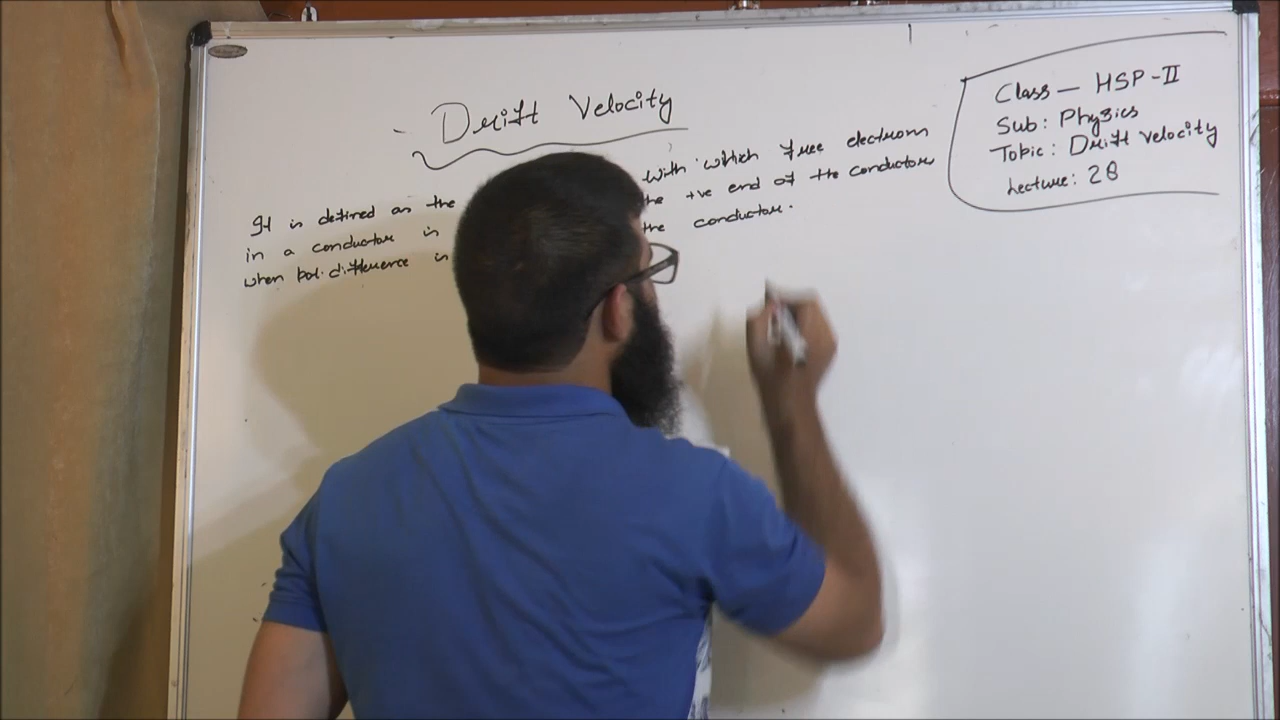 Drift Velocity
It is defined as the with which free electrons
in a conductor is the +ve end of the conductor
when pot. difference is the conductor.
Class — HSP-II
Sub: Physics
Topic: Drift Velocity
Lecture: 28